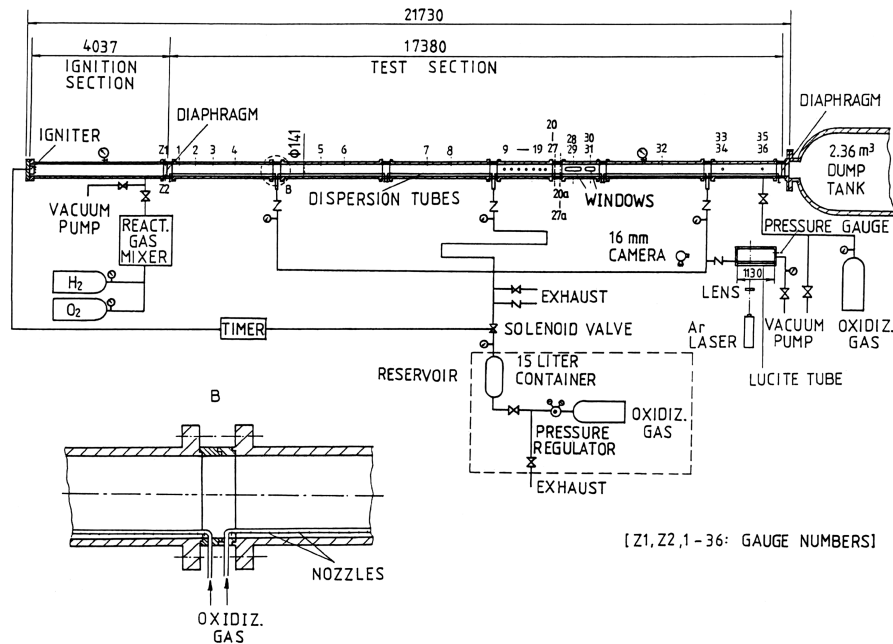 21730
4037
17380
IGNITION
SECTION
TEST SECTION
DIAPHRAGM
DIAPHRAGM
IGNITER
Z1
1
2
3
4
Φ141
5
6
7
8
9 — 19
20
27
28
29
30
31
32
33
34
35
36
2.36 m³
DUMP
TANK
Z2
B
DISPERSION TUBES
20a
27a
WINDOWS
VACUUM
PUMP
REACT.
GAS
MIXER
H2
O2
16 mm
CAMERA
PRESSURE GAUGE
1130
LENS
EXHAUST
TIMER
SOLENOID VALVE
Ar
LASER
VACUUM
PUMP
OXIDIZ.
GAS
LUCITE TUBE
RESERVOIR
15 LITER
CONTAINER
OXIDIZ.
GAS
PRESSURE
REGULATOR
EXHAUST
B
NOZZLES
OXIDIZ.
GAS
[Z1,Z2,1-36: GAUGE NUMBERS]